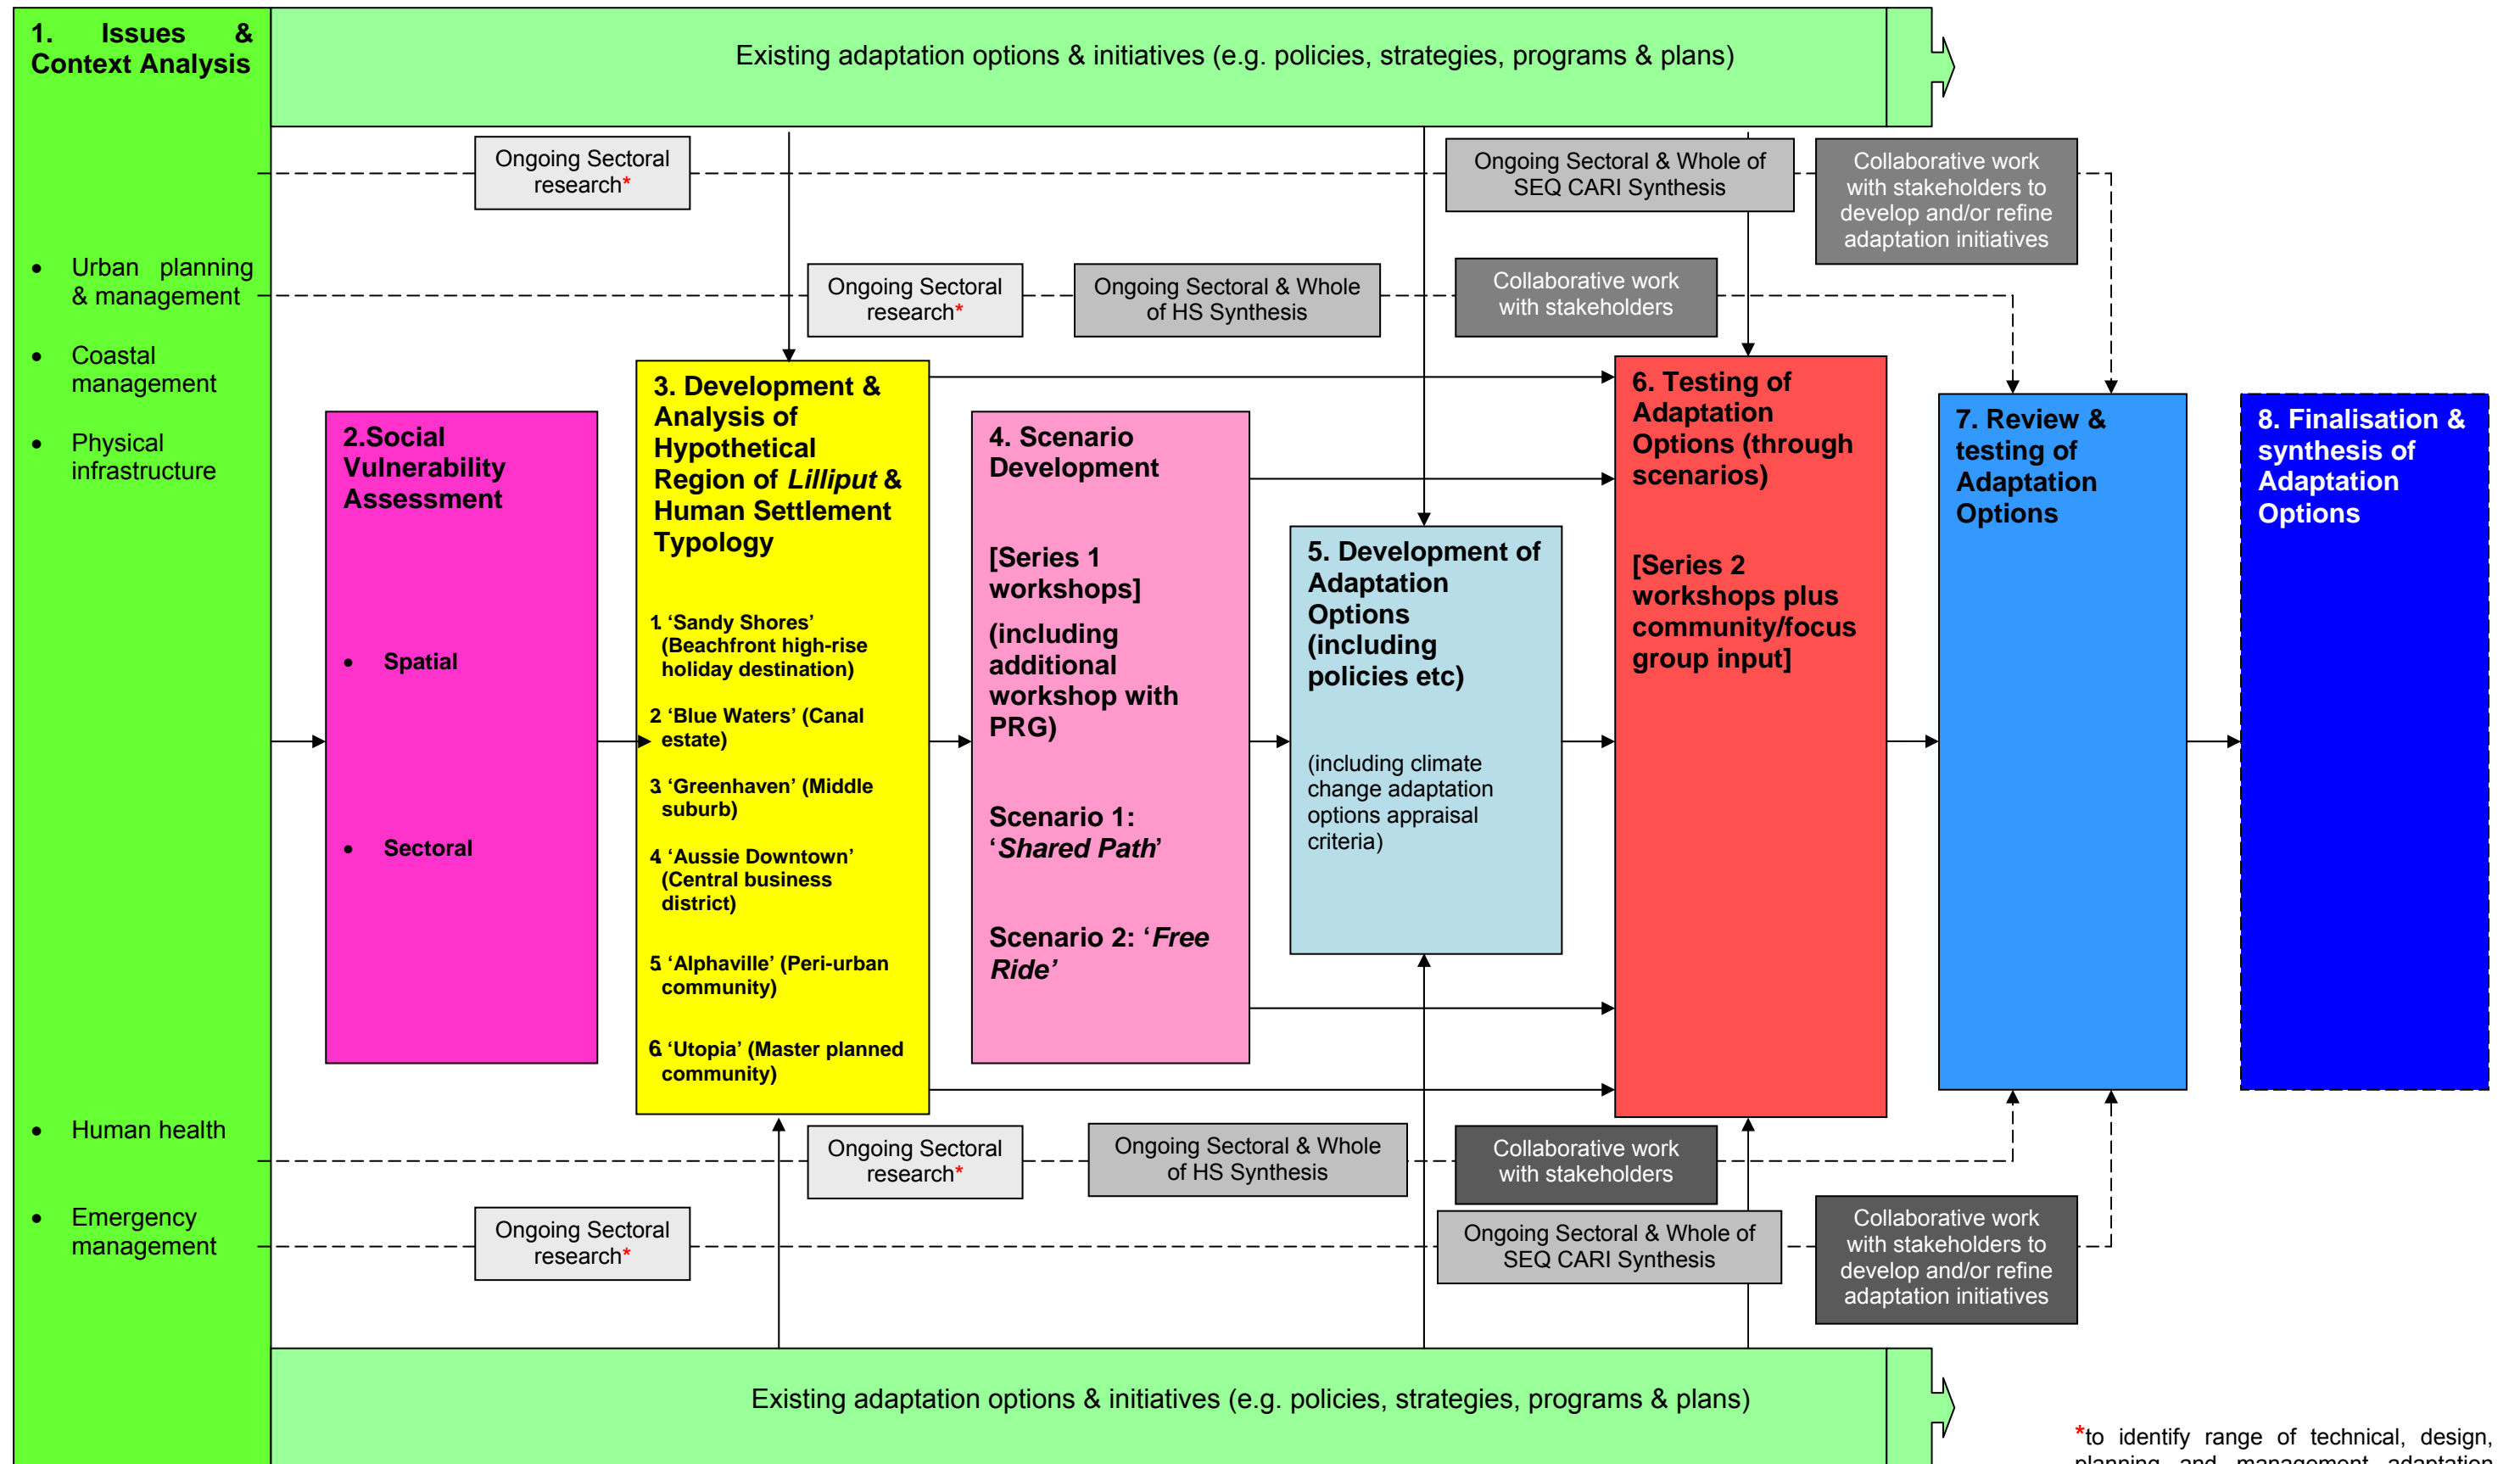 1. Issues &
Context Analysis
• Urban planning
& management
• Coastal
management
• Physical
infrastructure
• Human health
• Emergency
management
Existing adaptation options & initiatives (e.g. policies, strategies, programs & plans)
Ongoing Sectoral
research*
Ongoing Sectoral & Whole of
SEQ CARI Synthesis
Collaborative work
with stakeholders to
develop and/or refine
adaptation initiatives
Ongoing Sectoral
research*
Ongoing Sectoral & Whole
of HS Synthesis
Collaborative work
with stakeholders
2.Social
Vulnerability
Assessment
• Spatial
• Sectoral
3. Development &
Analysis of
Hypothetical
Region of Lilliput &
Human Settlement
Typology
1. ‘Sandy Shores’
(Beachfront high-rise
holiday destination)
2. ‘Blue Waters’ (Canal
estate)
3. ‘Greenhaven’ (Middle
suburb)
4. ‘Aussie Downtown’
(Central business
district)
5. ‘Alphaville’ (Peri-urban
community)
6. ‘Utopia’ (Master planned
community)
4. Scenario
Development
[Series 1
workshops]
(including
additional
workshop with
PRG)
Scenario 1:
‘Shared Path’
Scenario 2: ‘Free
Ride’
5. Development of
Adaptation
Options
(including
policies etc)
(including climate
change adaptation
options appraisal
criteria)
6. Testing of
Adaptation
Options (through
scenarios)
[Series 2
workshops plus
community/focus
group input]
7. Review &
testing of
Adaptation
Options
8. Finalisation &
synthesis of
Adaptation
Options
Ongoing Sectoral
research*
Ongoing Sectoral & Whole
of HS Synthesis
Collaborative work
with stakeholders
Ongoing Sectoral
research*
Ongoing Sectoral & Whole of
SEQ CARI Synthesis
Collaborative work
with stakeholders to
develop and/or refine
adaptation initiatives
Existing adaptation options & initiatives (e.g. policies, strategies, programs & plans)
*to identify range of technical, design,
planning and management adaptation